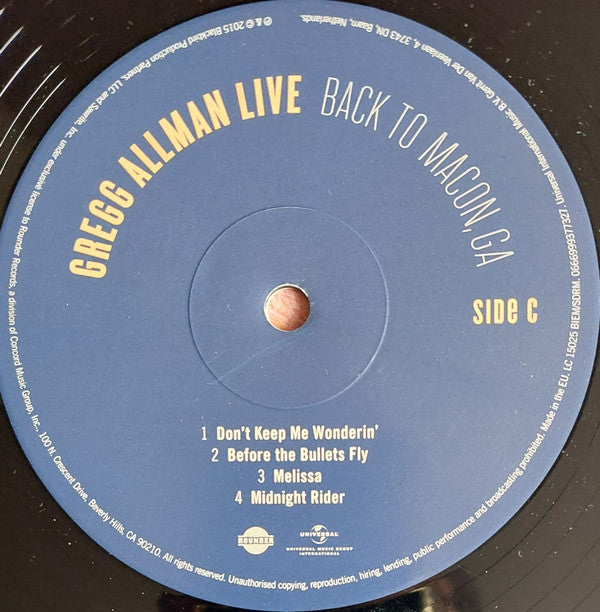 GREGG ALLMAN LIVE BACK TO MACON, GA
SIDE C
1 Don't Keep Me Wonderin'
2 Before the Bullets Fly
3 Melissa
4 Midnight Rider
ROUNDER
UNIVERSAL
UNIVERSAL MUSIC GROUP
INTERNATIONAL
℗ & © 2015 Blackbird Production Partners, LLC and Sawrite, Inc. under exclusive license to Rounder Records, a division of Concord Music Group, Inc., 100 N. Crescent Drive, Beverly Hills, CA 90210. All rights reserved. Unauthorised copying, reproduction, hiring, lending, public performance and broadcasting prohibited. Made in the EU. LC 15025 BIEM/SDRM. 0666999377327. Universal International Music B.V. Gerrit Van Der Veenlaan 4, 3743 DN, Baarn, Netherlands.